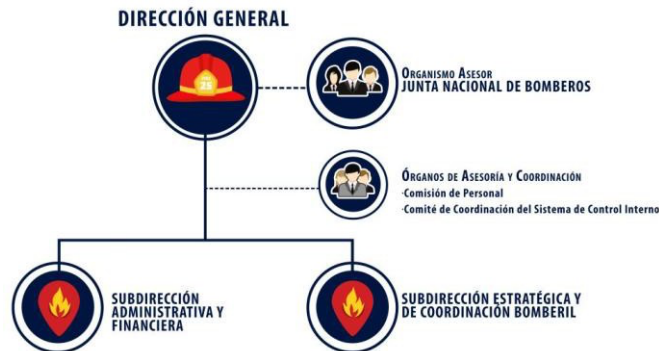 DIRECCIÓN GENERAL
ORGANISMO ASESOR
JUNTA NACIONAL DE BOMBEROS
ÓRGANOS DE ASESORÍA Y COORDINACIÓN
·Comisión de Personal
·Comité de Coordinación del Sistema de Control Interno
SUBDIRECCIÓN
ADMINISTRATIVA Y
FINANCIERA
SUBDIRECCIÓN ESTRATÉGICA Y
DE COORDINACIÓN BOMBERIL